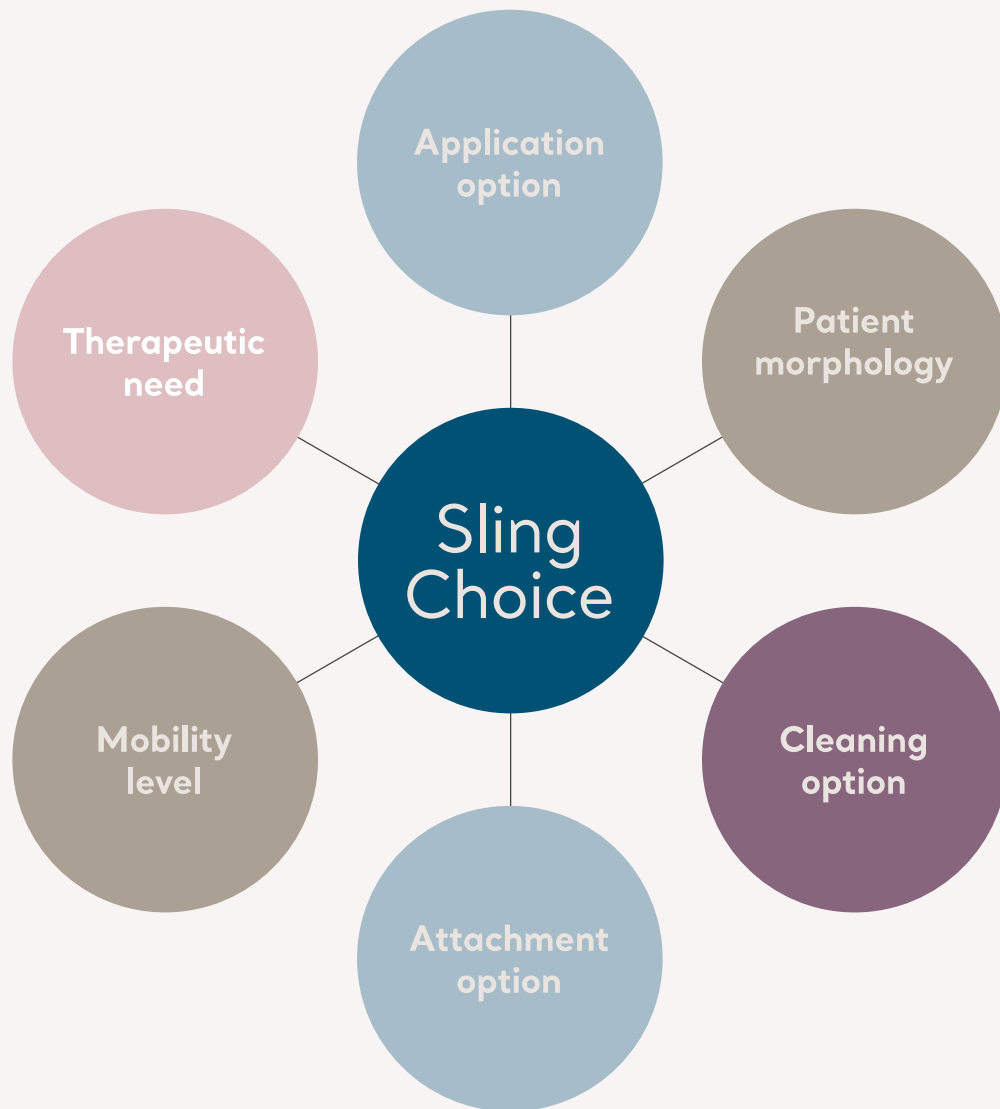 Application
option
Therapeutic
need
Patient
morphology
Sling
Choice
Mobility
level
Cleaning
option
Attachment
option